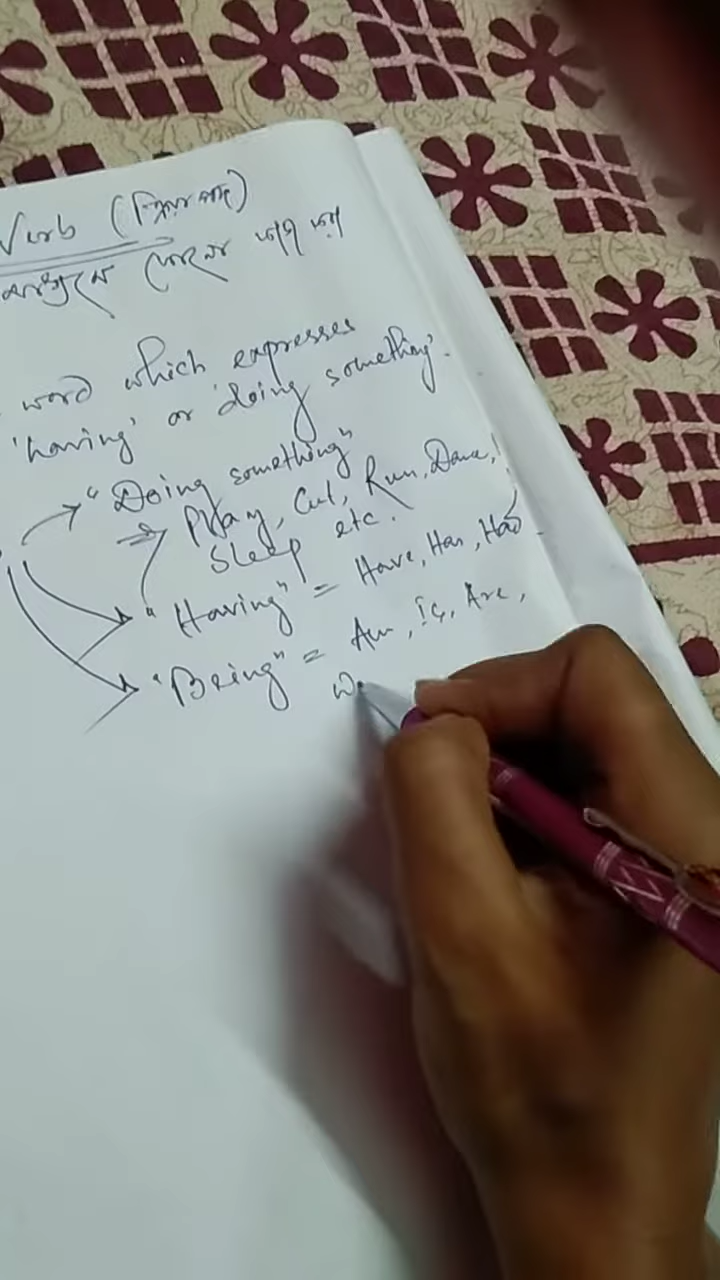 Verb (ক্রিয়া পদ)
word which expresses
'having' or 'doing something'.
"Doing something"
Play, Cut, Run, Dance,
Sleep etc.
"Having" = Have, Has, Had
"Being" = Am, Is, Are,
W